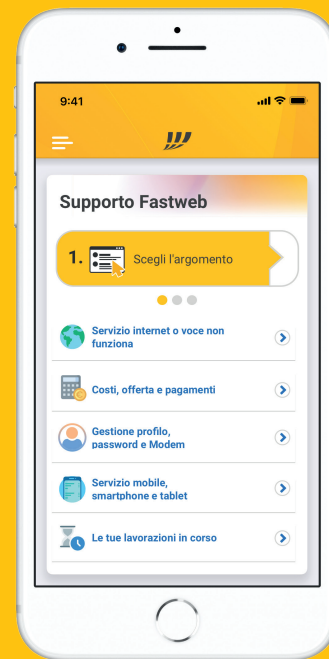 9:41
Supporto Fastweb
1. Scegli l'argomento
Servizio internet o voce non
funziona
Costi, offerta e pagamenti
Gestione profilo,
password e Modem
Servizio mobile,
smartphone e tablet
Le tue lavorazioni in corso